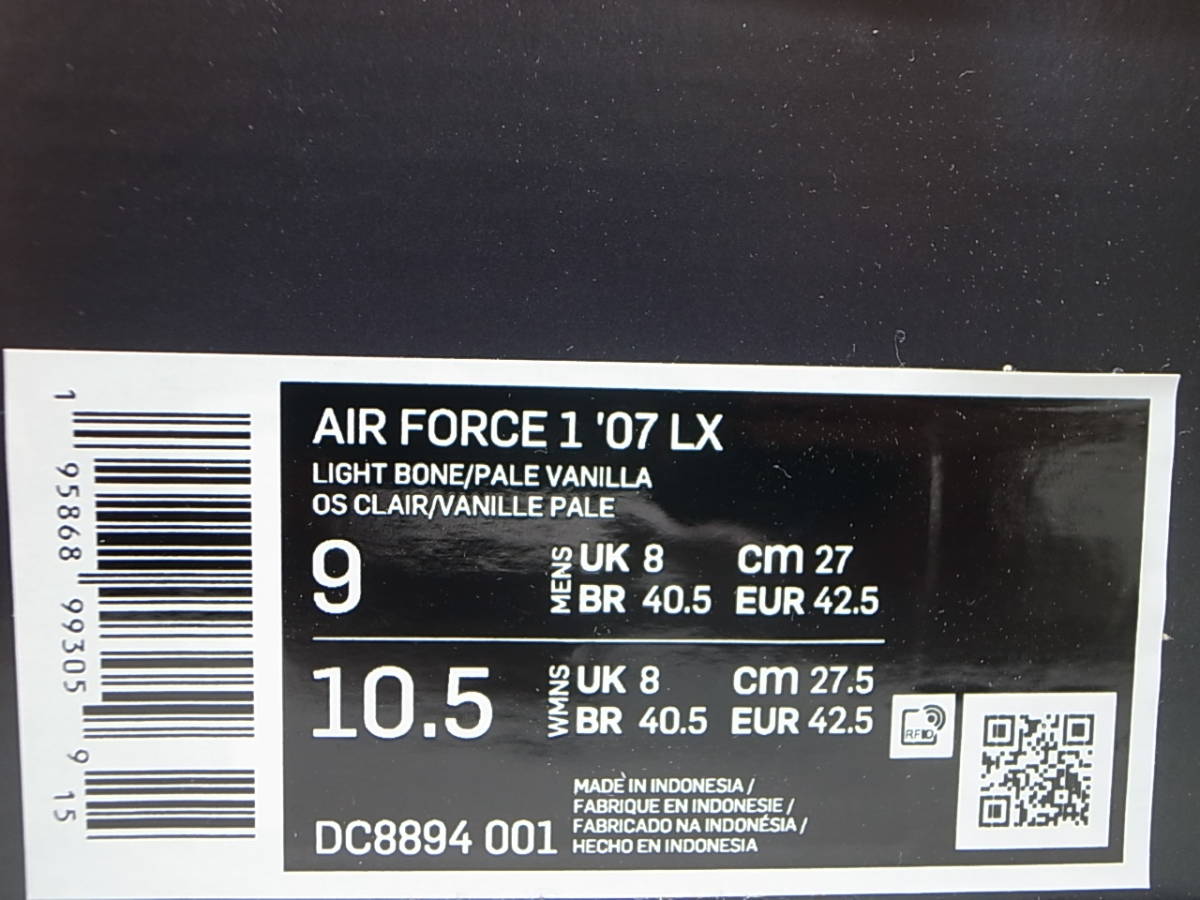 AIR FORCE 1 '07 LX
LIGHT BONE/PALE VANILLA
OS CLAIR/VANILLE PALE
9
MENS
UK 8 cm 27
BR 40.5 EUR 42.5
10.5
WMNS
UK 8 cm 27.5
BR 40.5 EUR 42.5
RFID
MADE IN INDONESIA /
FABRIQUE EN INDONESIE /
FABRICADO NA INDONÉSIA /
HECHO EN INDONESIA
DC8894 001
1 95868 99305 9 15